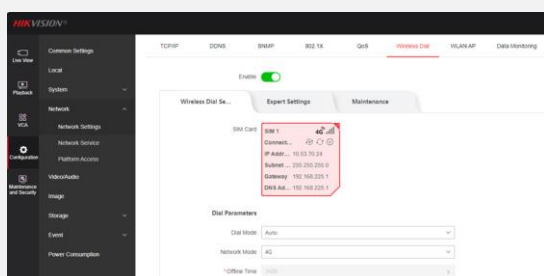 HIKVISION®
Live View
Playback
VCA
Configuration
Maintenance
and Security
Common Settings
Local
System
Network
Network Settings
Network Service
Platform Access
Video/Audio
Image
Storage
Event
Power Consumption
TCP/IP DDNS SNMP 802.1X QoS Wireless Dial WLAN AP Data Monitoring
Enable
Wireless Dial Se... Expert Settings Maintenance
SIM Card
SIM 1 4G
Connect...
IP Addr... 10.53.70.24
Subnet ... 255.255.255.0
Gateway 192.168.225.1
DNS Ad... 192.168.225.1
Dial Parameters
Dial Mode Auto
Network Mode 4G
*Offline Time